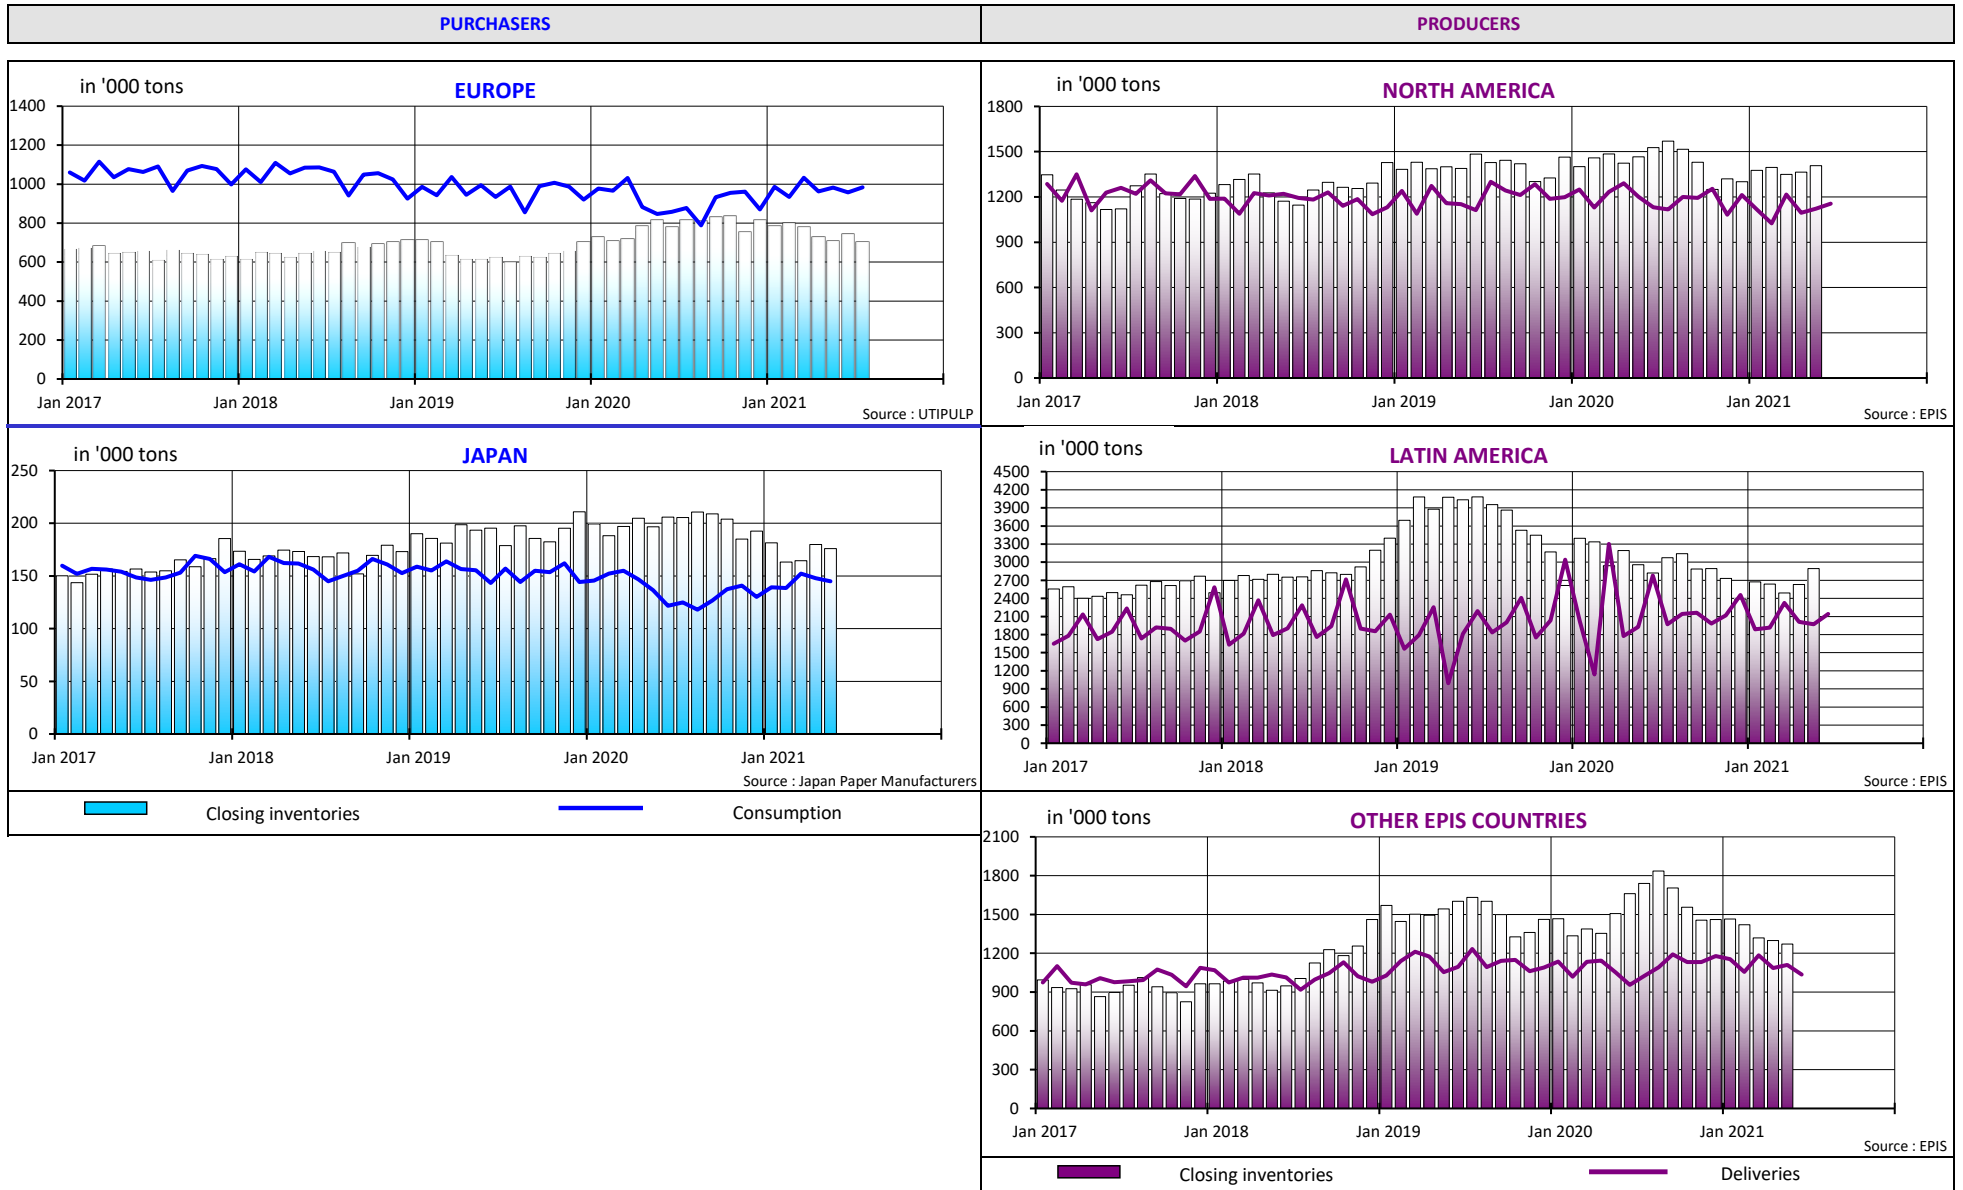 PURCHASERS
PRODUCERS
in '000 tons
EUROPE
1400
1200
1000
800
600
400
200
0
Jan 2017 Jan 2018 Jan 2019 Jan 2020 Jan 2021
Source : UTIPULP
in '000 tons
NORTH AMERICA
1800
1500
1200
900
600
300
0
Jan 2017 Jan 2018 Jan 2019 Jan 2020 Jan 2021
Source : EPIS
in '000 tons
JAPAN
250
200
150
100
50
0
Jan 2017 Jan 2018 Jan 2019 Jan 2020 Jan 2021
Source : Japan Paper Manufacturers
Closing inventories Consumption
in '000 tons
LATIN AMERICA
4500
4200
3900
3600
3300
3000
2700
2400
2100
1800
1500
1200
900
600
300
0
Jan 2017 Jan 2018 Jan 2019 Jan 2020 Jan 2021
Source : EPIS
in '000 tons
OTHER EPIS COUNTRIES
2100
1800
1500
1200
900
600
300
0
Jan 2017 Jan 2018 Jan 2019 Jan 2020 Jan 2021
Source : EPIS
Closing inventories Deliveries